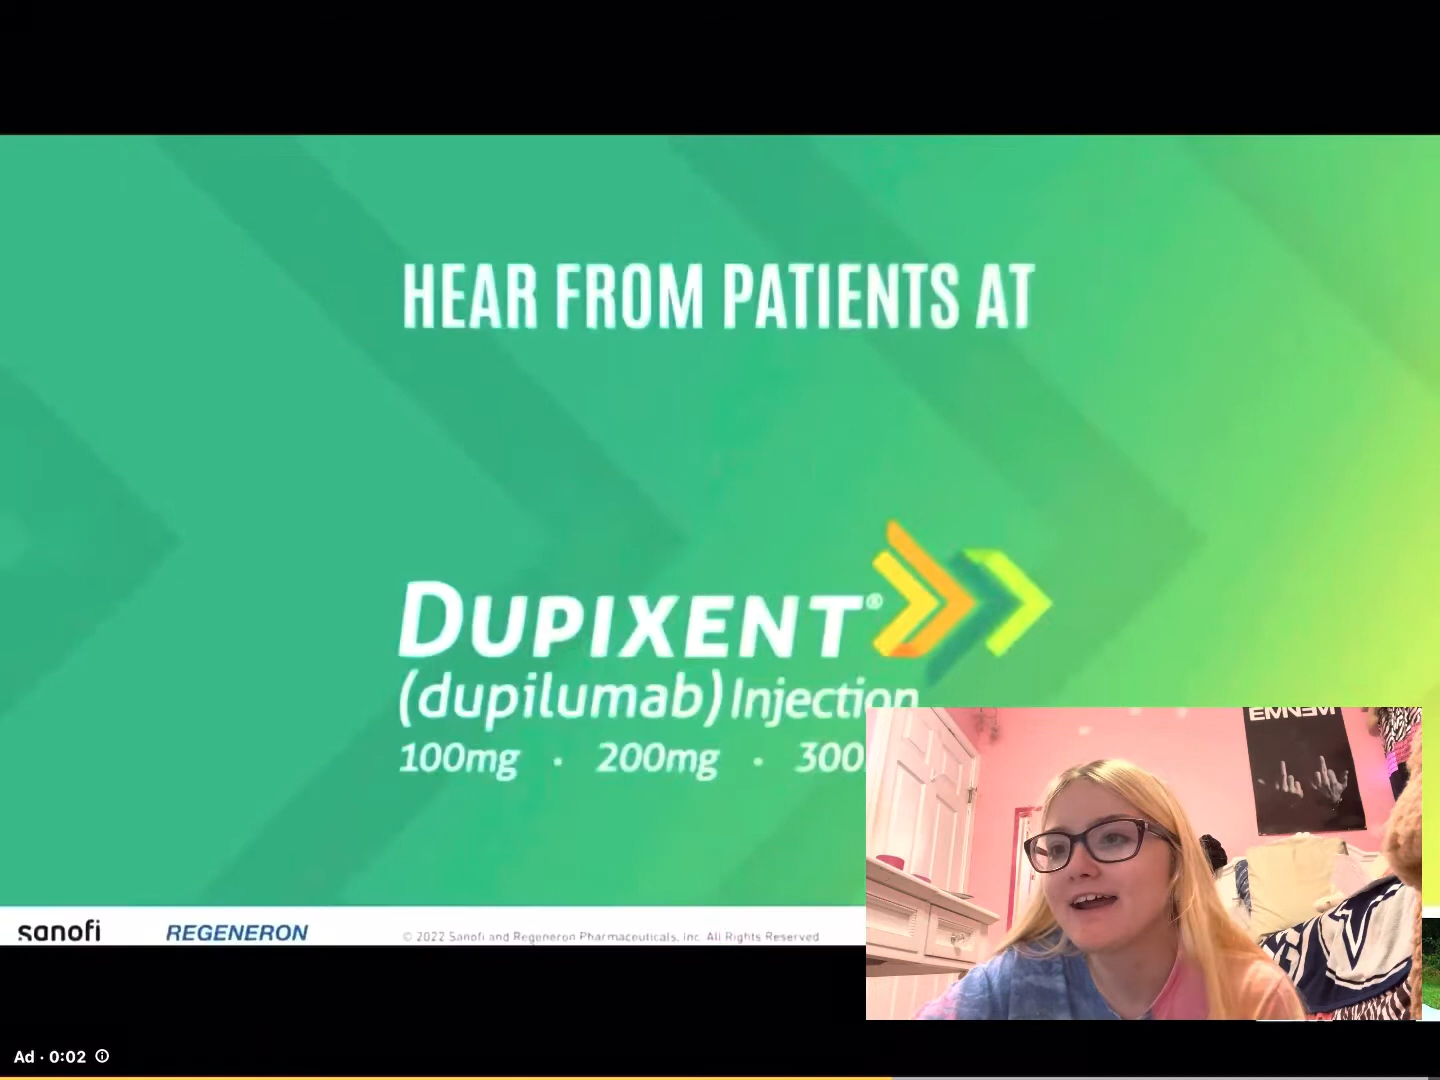 HEAR FROM PATIENTS AT
DUPIXENT®
(dupilumab) Injection
100mg · 200mg · 300
sanofi
REGENERON
© 2022 Sanofi and Regeneron Pharmaceuticals, Inc. All Rights Reserved
EMINEM
Ad · 0:02